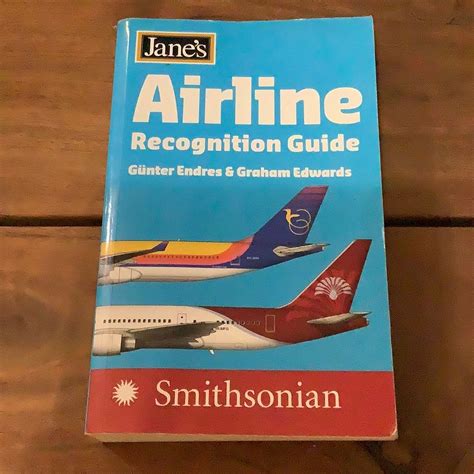 Jane's
Airline
Recognition Guide
Günter Endres & Graham Edwards
Smithsonian